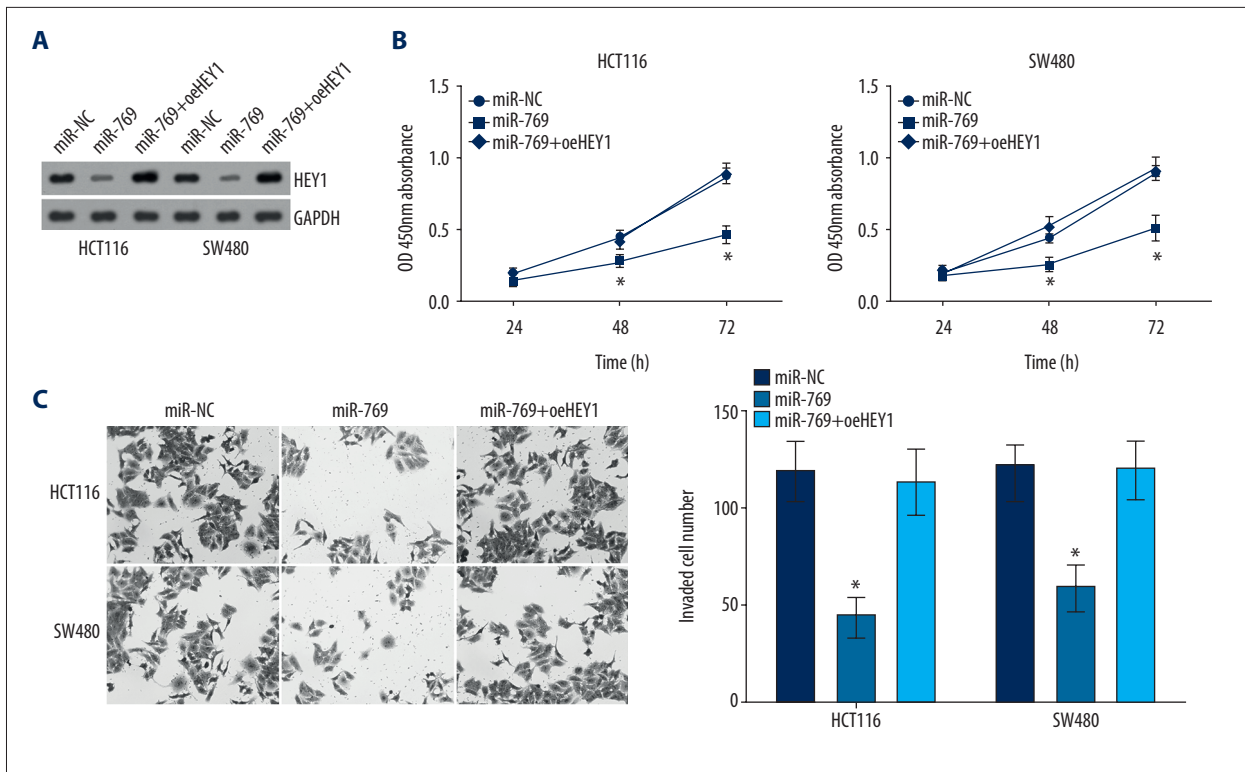 A
miR-NC
miR-769
miR-769+oeHEY1
miR-NC
miR-769
miR-769+oeHEY1
HEY1
GAPDH
HCT116 SW480
B
HCT116
1.5
1.0
0.5
0.0
OD 450nm absorbance
miR-NC
miR-769
miR-769+oeHEY1
*
*
24 48 72
Time (h)
SW480
1.5
1.0
0.5
0.0
OD 450nm absorbance
miR-NC
miR-769
miR-769+oeHEY1
*
*
24 48 72
Time (h)
C
miR-NC miR-769 miR-769+oeHEY1
HCT116
SW480
miR-NC
miR-769
miR-769+oeHEY1
150
100
50
0
Invaded cell number
*
*
HCT116 SW480